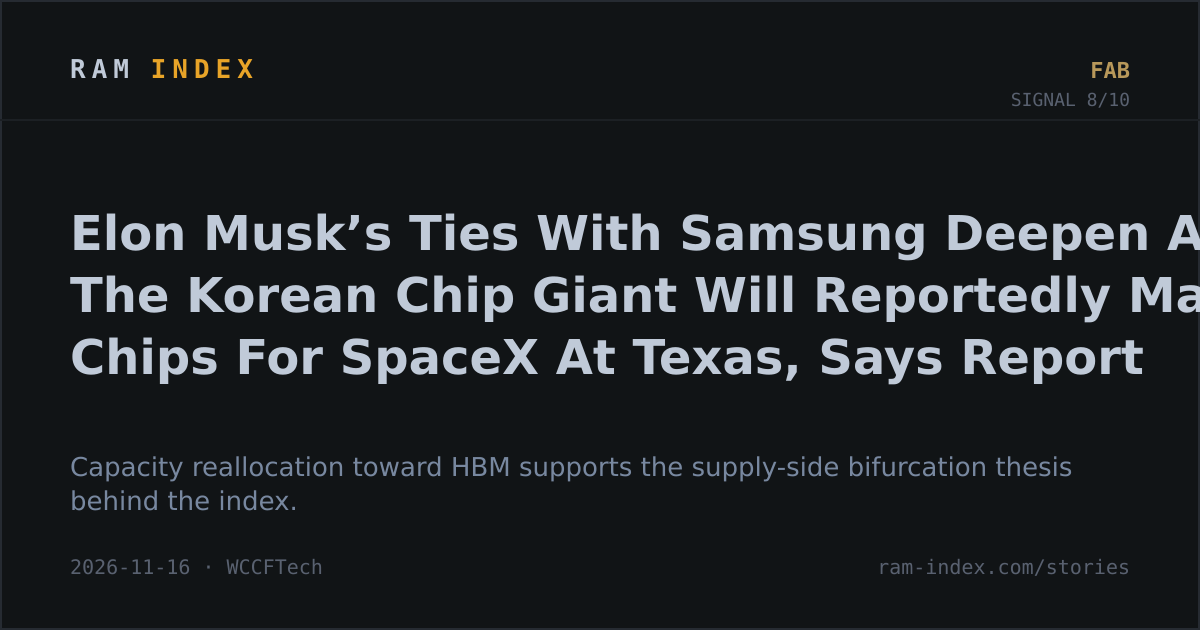 RAM INDEX
FAB
SIGNAL 8/10
Elon Musk’s Ties With Samsung Deepen A
The Korean Chip Giant Will Reportedly Ma
Chips For SpaceX At Texas, Says Report
Capacity reallocation toward HBM supports the supply-side bifurcation thesis
behind the index.
2026-11-16 · WCCFTech
ram-index.com/stories